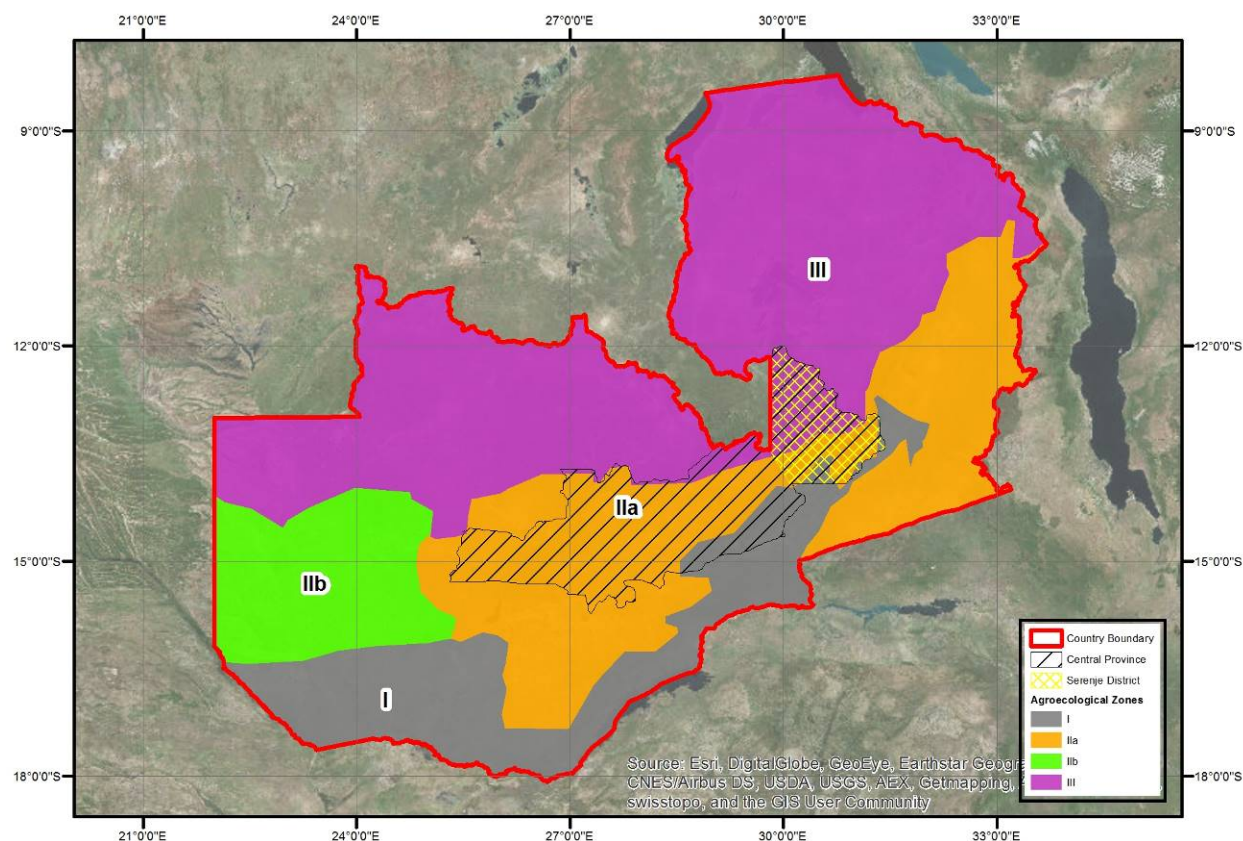 21°0'0"E 24°0'0"E 27°0'0"E 30°0'0"E 33°0'0"E
9°0'0"S 9°0'0"S
III
12°0'0"S 12°0'0"S
IIa
15°0'0"S 15°0'0"S
IIb
I
Country Boundary
Central Province
Serenje District
Agroecological Zones
I
IIa
IIb
III
18°0'0"S 18°0'0"S
Source: Esri, DigitalGlobe, GeoEye, Earthstar
CNES/Airbus DS, USDA, USGS, AEX, Getmapping,
swisstopo, and the GIS User Community
21°0'0"E 24°0'0"E 27°0'0"E 30°0'0"E 33°0'0"E